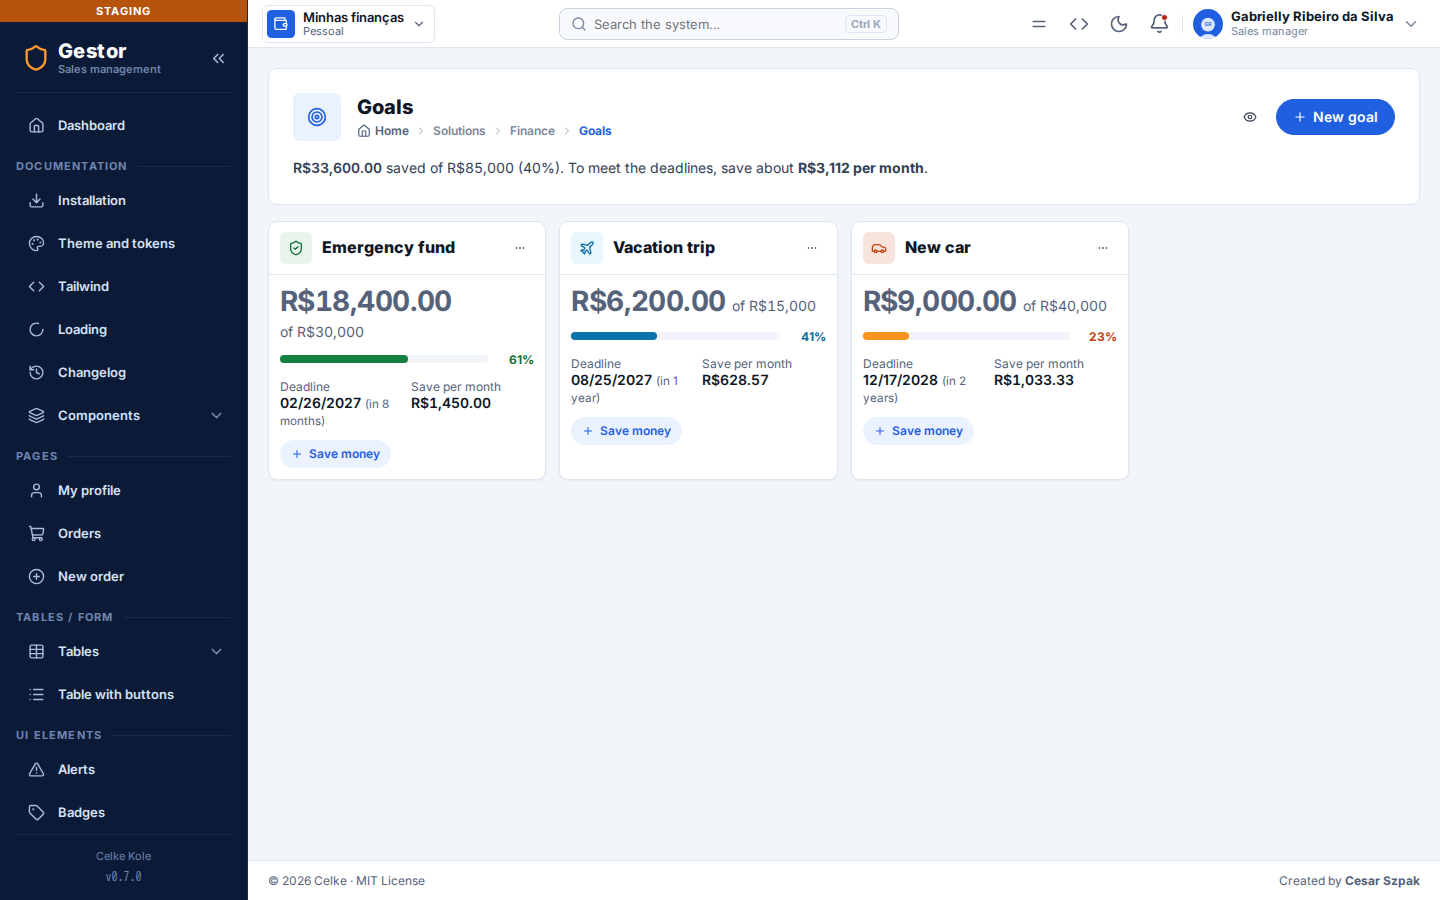 STAGING
Gestor
Sales management
Dashboard
DOCUMENTATION
Installation
Theme and tokens
Tailwind
Loading
Changelog
Components
PAGES
My profile
Orders
New order
TABLES / FORM
Tables
Table with buttons
UI ELEMENTS
Alerts
Badges
Celke Kole
v0.7.0
Minhas finanças
Pessoal
Search the system...
Ctrl K
GR
Gabrielly Ribeiro da Silva
Sales manager
Goals
Home
Solutions
Finance
Goals
New goal
R$33,600.00 saved of R$85,000 (40%). To meet the deadlines, save about R$3,112 per month.
Emergency fund
R$18,400.00
of R$30,000
61%
Deadline
02/26/2027 (in 8
months)
Save per month
R$1,450.00
Save money
Vacation trip
R$6,200.00 of R$15,000
41%
Deadline
08/25/2027 (in 1
year)
Save per month
R$628.57
Save money
New car
R$9,000.00 of R$40,000
23%
Deadline
12/17/2028 (in 2
years)
Save per month
R$1,033.33
Save money
© 2026 Celke · MIT License
Created by Cesar Szpak